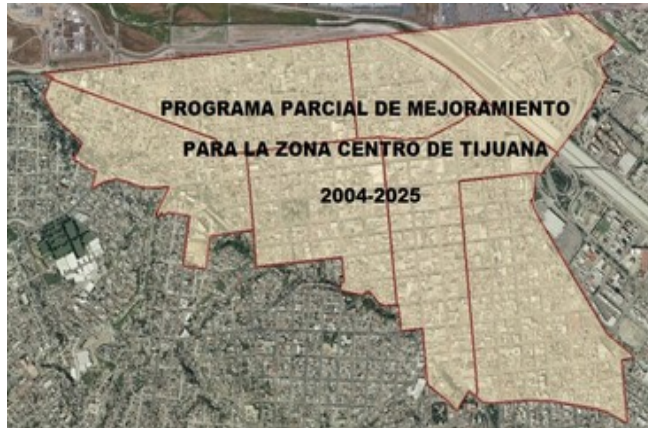 PROGRAMA PARCIAL DE MEJORAMIENTO
PARA LA ZONA CENTRO DE TIJUANA
2004-2025